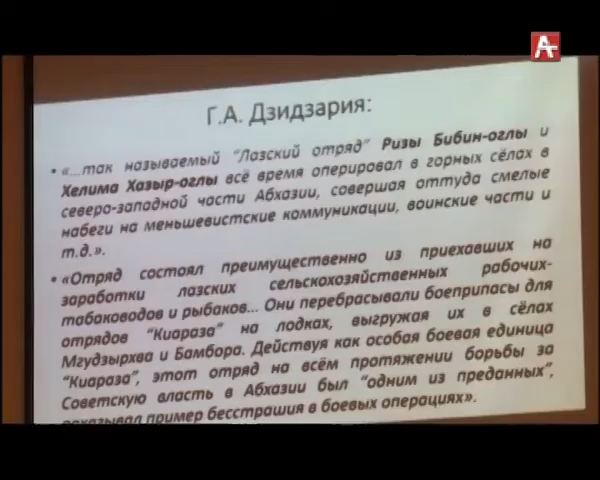 Г.А. Дзидзария:
• «...так называемый "Лазский отряд" Ризы Бибин-оглы и
Хелима Хазыр-оглы всё время оперировал в горных сёлах в
северо-западной части Абхазии, совершая оттуда смелые
набеги на меньшевистские коммуникации, воинские части и
т.д.».
• «Отряд состоял преимущественно из приехавших на
заработки лазских сельскохозяйственных рабочих-
табаководов и рыбаков... Они перебрасывали боеприпасы для
отрядов "Киараза" на лодках, выгружая их в сёлах
Мгудзырхва и Бамбора. Действуя как особая боевая единица
"Киараза", этот отряд на всём протяжении борьбы за
Советскую власть в Абхазии был "одним из преданных",
показывал пример бесстрашия в боевых операциях».